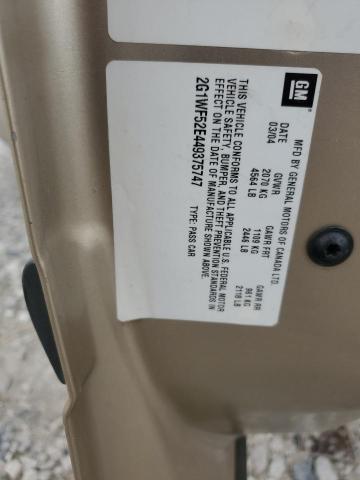 GM
MFD BY GENERAL MOTORS OF CANADA LTD.
DATE GVWR GAWR FRT GAWR RR
03/04 2070 KG 1109 KG 961 KG
4564 LB 2446 LB 2118 LB
THIS VEHICLE CONFORMS TO ALL APPLICABLE U.S. FEDERAL MOTOR
VEHICLE SAFETY, BUMPER, AND THEFT PREVENTION STANDARDS IN
EFFECT ON THE DATE OF MANUFACTURE SHOWN ABOVE.
2G1WF52E449375747 TYPE: PASS CAR